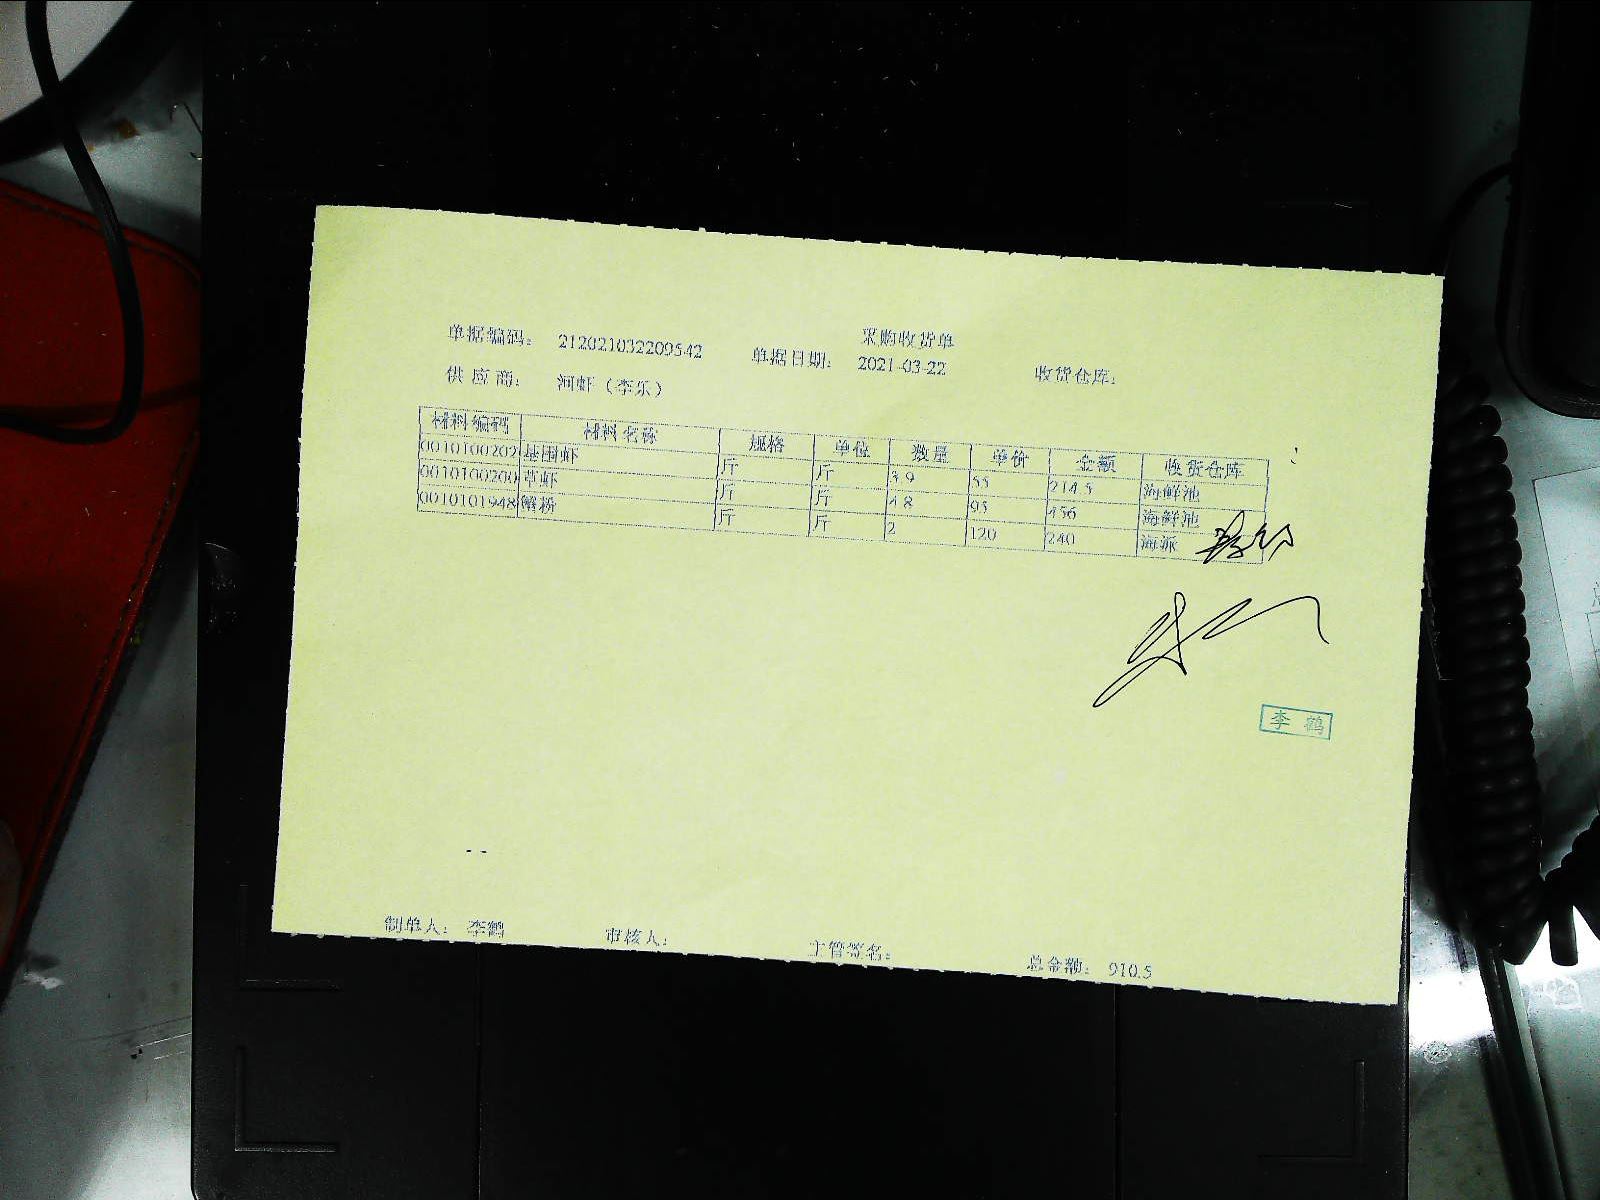 采购收货单
单据编码： 212021032209542 单据日期： 2021-03-22 收货仓库：
供 应 商： 河虾（李乐）
材料编码 材料名称 规格 单位 数量 单价 金额 收货仓库
0010100202 基围虾 斤 斤 3.9 55 214.5 海鲜池
0010100200 草虾 斤 斤 4.8 95 456 海鲜池
0010101948 蟹粉 斤 斤 2 120 240 海派
李 鹤
制单人： 李鹤 审核人： 主管签名： 总金额： 910.5